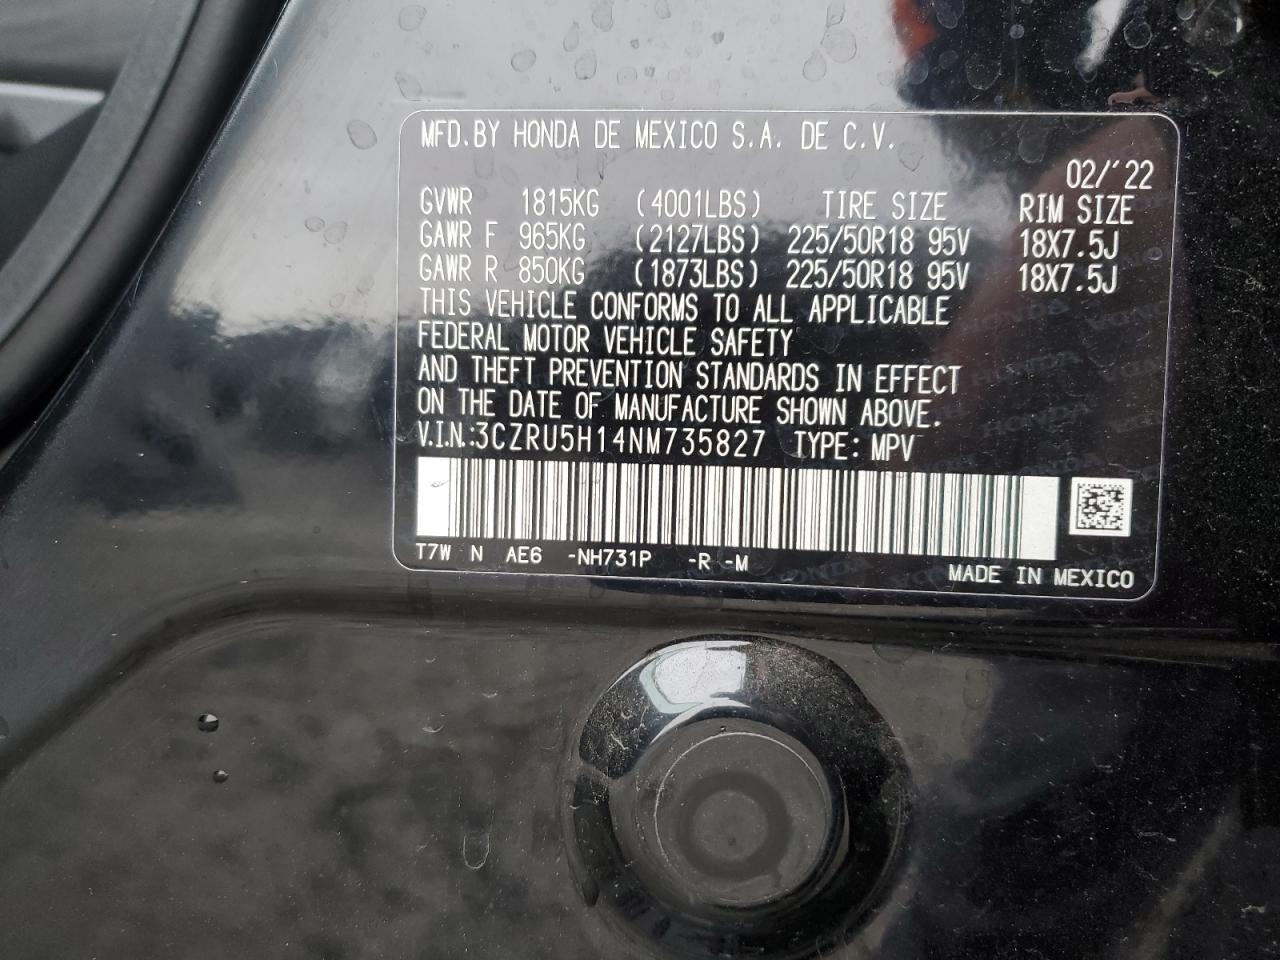 MFD.BY HONDA DE MEXICO S.A. DE C.V.
02/'22
GVWR 1815KG (4001LBS) TIRE SIZE RIM SIZE
GAWR F 965KG (2127LBS) 225/50R18 95V 18X7.5J
GAWR R 850KG (1873LBS) 225/50R18 95V 18X7.5J
THIS VEHICLE CONFORMS TO ALL APPLICABLE
FEDERAL MOTOR VEHICLE SAFETY
AND THEFT PREVENTION STANDARDS IN EFFECT
ON THE DATE OF MANUFACTURE SHOWN ABOVE.
V.I.N.:3CZRU5H14NM735827 TYPE: MPV
T7W N AE6 -NH731P -R -M
MADE IN MEXICO